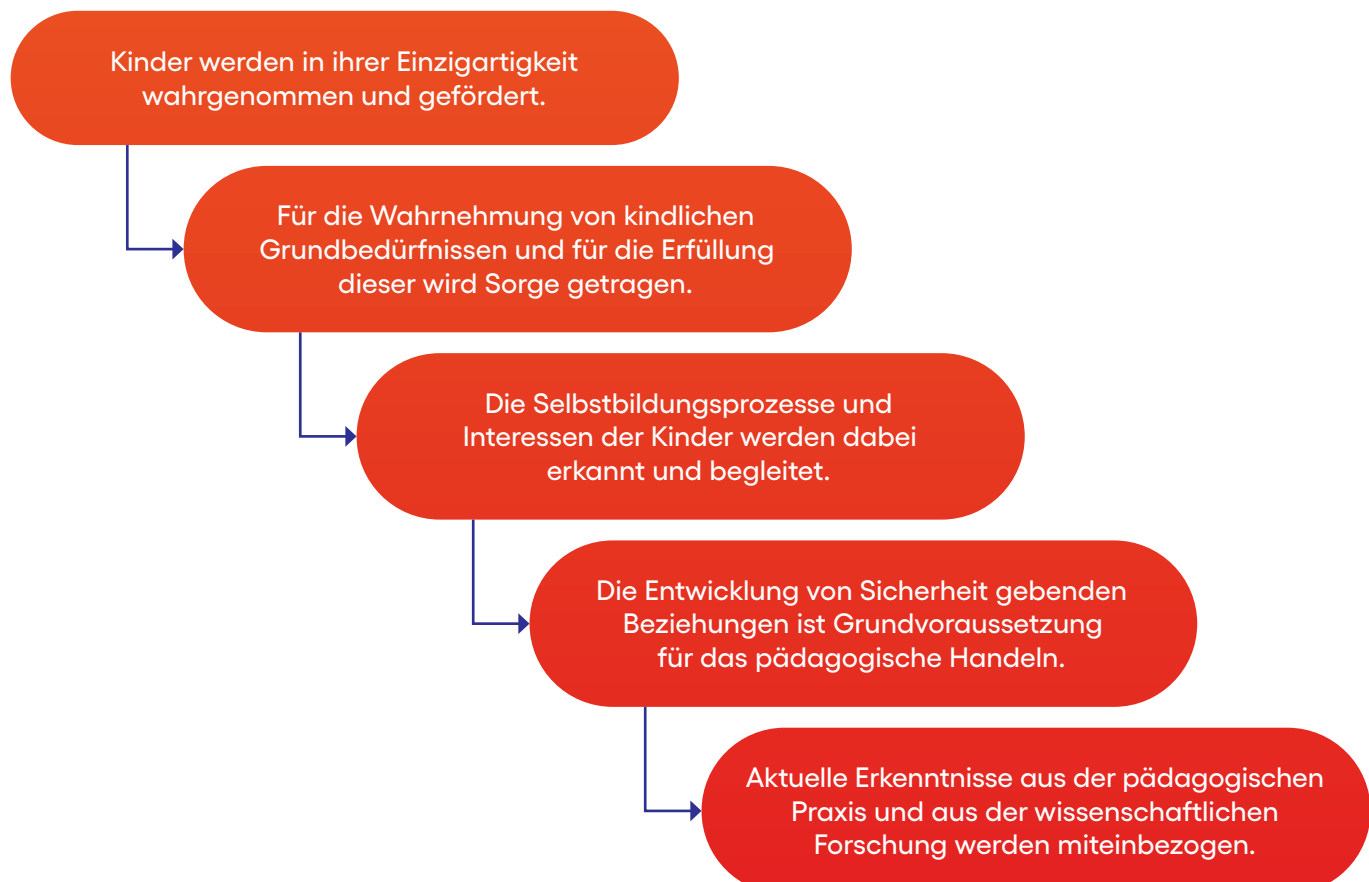 Kinder werden in ihrer Einzigartigkeit
wahrgenommen und gefördert.
Für die Wahrnehmung von kindlichen
Grundbedürfnissen und für die Erfüllung
dieser wird Sorge getragen.
Die Selbstbildungsprozesse und
Interessen der Kinder werden dabei
erkannt und begleitet.
Die Entwicklung von Sicherheit gebenden
Beziehungen ist Grundvoraussetzung
für das pädagogische Handeln.
Aktuelle Erkenntnisse aus der pädagogischen
Praxis und aus der wissenschaftlichen
Forschung werden miteinbezogen.